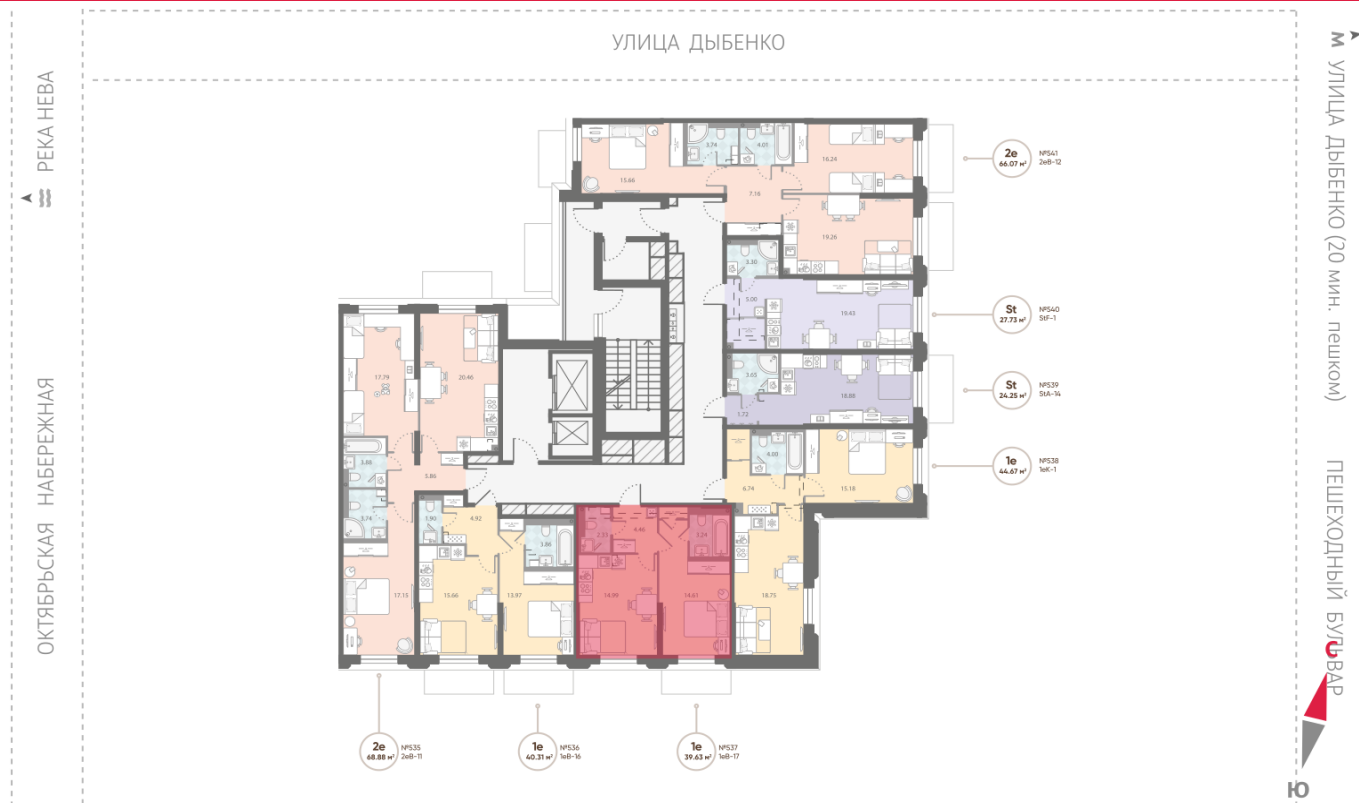 УЛИЦА ДЫБЕНКО
РЕКА НЕВА
ОКТЯБРЬСКАЯ НАБЕРЕЖНАЯ
М УЛИЦА ДЫБЕНКО (20 мин. пешком)
ПЕШЕХОДНЫЙ БУЛЬВАР
С
Ю
2е
66.07 м²
№541
2еВ-12
St
27.73 м²
№540
StF-1
St
24.25 м²
№539
StA-14
1е
44.67 м²
№538
1еК-1
2е
68.88 м²
№535
2еВ-11
1е
40.31 м²
№536
1еВ-16
1е
39.63 м²
№537
1еВ-17
15.66
3.74
4.01
16.24
7.16
19.26
3.30
5.00
19.43
3.65
18.88
1.72
4.00
6.74
15.18
18.75
17.79
20.46
3.88
5.86
3.74
17.15
1.90
4.92
3.86
15.66
13.97
2.33
4.46
3.24
14.99
14.61